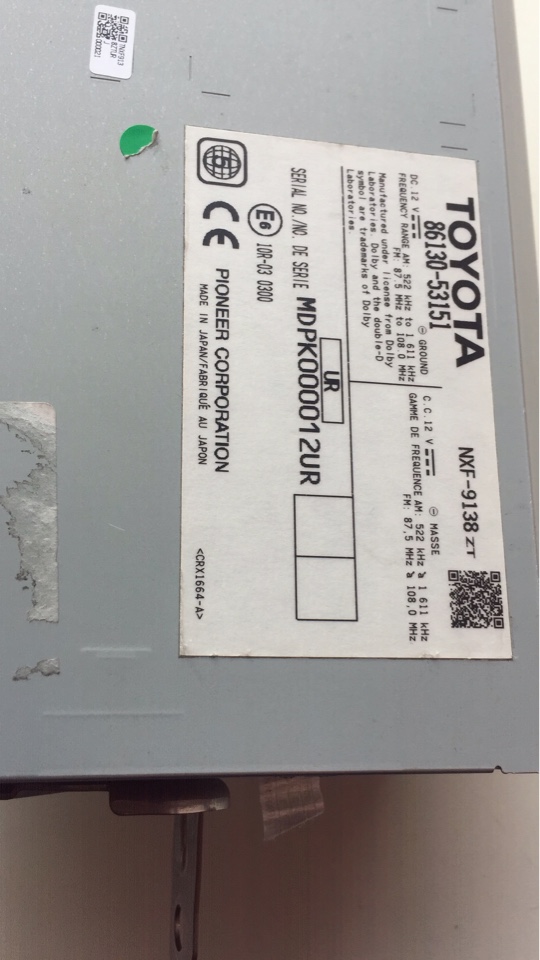 TOYOTA
NXF-9138 ZT
86130-53151
DC 12 V
⊖ GROUND
FREQUENCY RANGE AM: 522 kHz to 1 611 kHz
FM: 87.5 MHz to 108.0 MHz
C.C.12 V
⊖ MASSE
GAMME DE FREQUENCE AM: 522 kHz à 1 611 kHz
FM: 87,5 MHz à 108,0 MHz
Manufactured under license from Dolby
Laboratories. Dolby and the double-D
symbol are trademarks of Dolby
Laboratories.
UR
SERIAL NO./NO. DE SERIE MDPK000012UR
E6 10R-03 0300
S
CE
PIONEER CORPORATION
MADE IN JAPAN/FABRIQUÉ AU JAPON
<CRX1664-A>